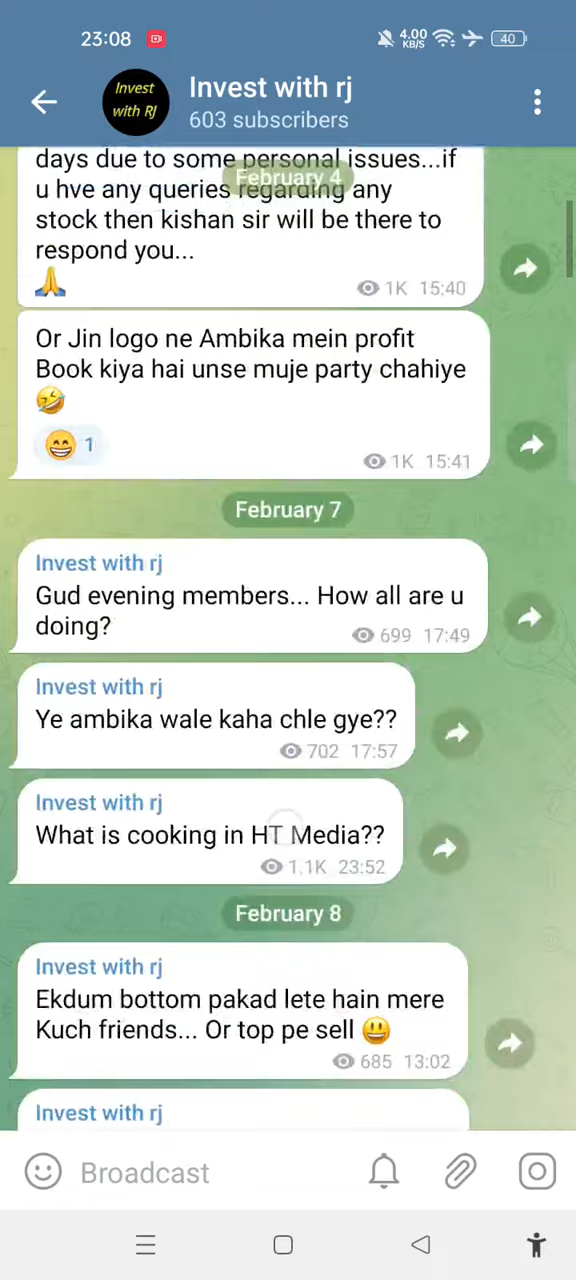 23:08
4.00
KB/S
40
Invest
with RJ
Invest with rj
603 subscribers
days due to some personal issues...if
February 4
u hve any queries regarding any
stock then kishan sir will be there to
respond you...
🙏
1K 15:40
Or Jin logo ne Ambika mein profit
Book kiya hai unse muje party chahiye
🤣
😁 1
1K 15:41
February 7
Invest with rj
Gud evening members... How all are u
doing?
699 17:49
Invest with rj
Ye ambika wale kaha chle gye??
702 17:57
Invest with rj
What is cooking in HT Media??
1.1K 23:52
February 8
Invest with rj
Ekdum bottom pakad lete hain mere
Kuch friends... Or top pe sell 😃
685 13:02
Invest with rj
Broadcast